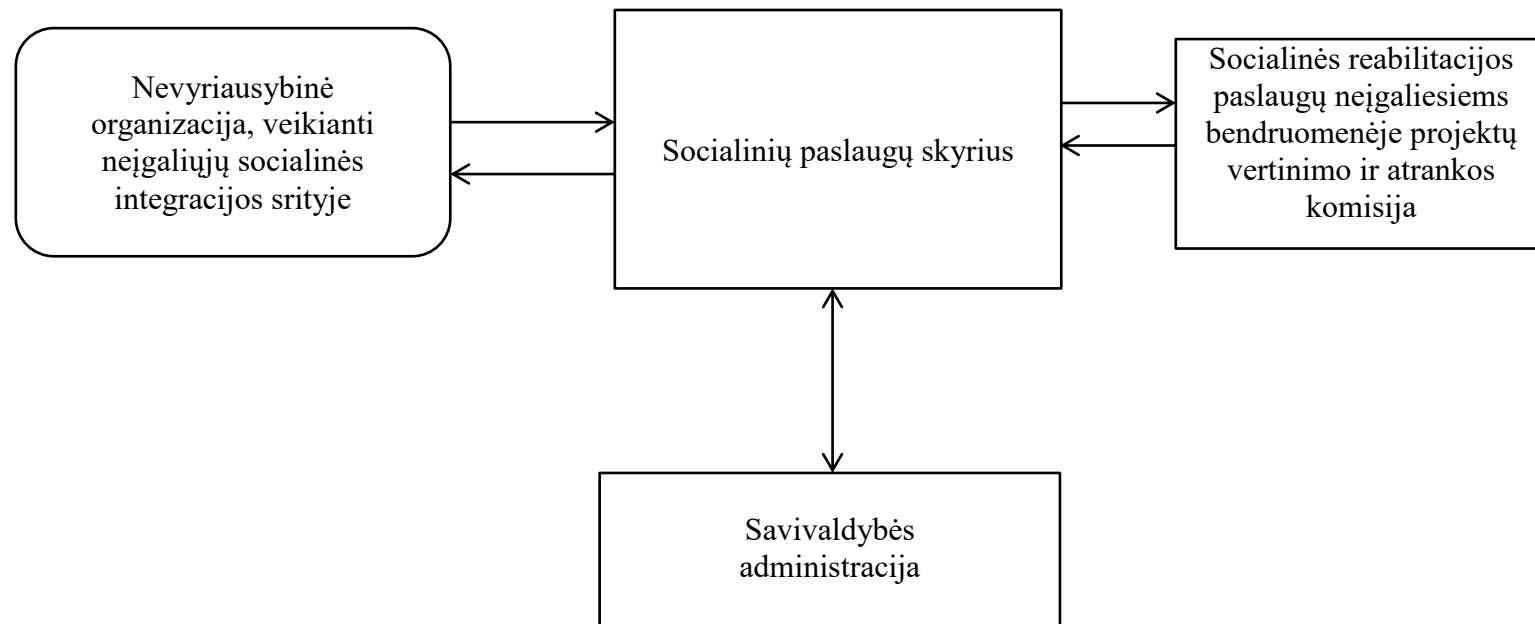 Nevyriausybinė
organizacija, veikianti
neįgaliųjų socialinės
integracijos srityje
Socialinių paslaugų skyrius
Socialinės reabilitacijos
paslaugų neįgaliesiems
bendruomenėje projektų
vertinimo ir atrankos
komisija
Savivaldybės
administracija